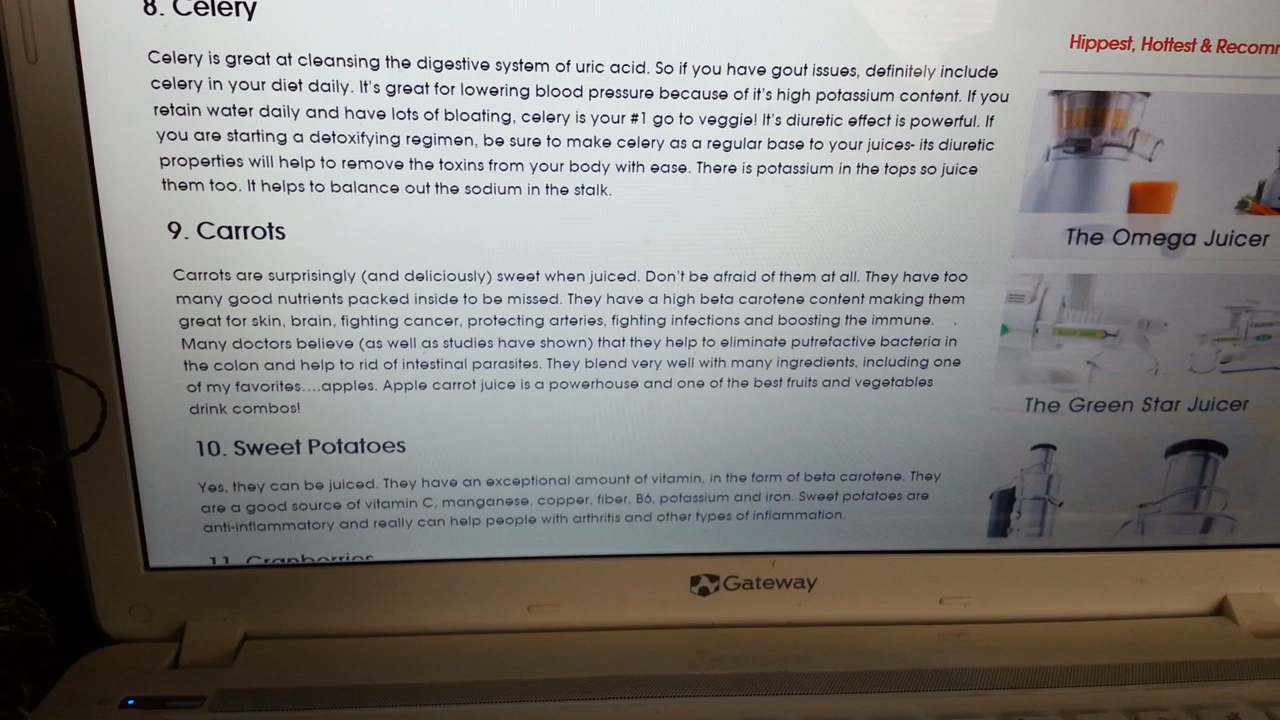 8. Celery
Celery is great at cleansing the digestive system of uric acid. So if you have gout issues, definitely include
celery in your diet daily. It's great for lowering blood pressure because of it's high potassium content. If you
retain water daily and have lots of bloating, celery is your #1 go to veggie! It's diuretic effect is powerful. If
you are starting a detoxifying regimen, be sure to make celery as a regular base to your juices- its diuretic
properties will help to remove the toxins from your body with ease. There is potassium in the tops so juice
them too. It helps to balance out the sodium in the stalk.
9. Carrots
Carrots are surprisingly (and deliciously) sweet when juiced. Don't be afraid of them at all. They have too
many good nutrients packed inside to be missed. They have a high beta carotene content making them
great for skin, brain, fighting cancer, protecting arteries, fighting infections and boosting the immune.
Many doctors believe (as well as studies have shown) that they help to eliminate putrefactive bacteria in
the colon and help to rid of intestinal parasites. They blend very well with many ingredients, including one
of my favorites....apples. Apple carrot juice is a powerhouse and one of the best fruits and vegetables
drink combos!
10. Sweet Potatoes
Yes, they can be juiced. They have an exceptional amount of vitamin, in the form of beta carotene. They
are a good source of vitamin C, manganese, copper, fiber, B6, potassium and iron. Sweet potatoes are
anti-inflammatory and really can help people with arthritis and other types of inflammation.
11. Cranberries
Hippest, Hottest & Recom
The Omega Juicer
The Green Star Juicer
Gateway